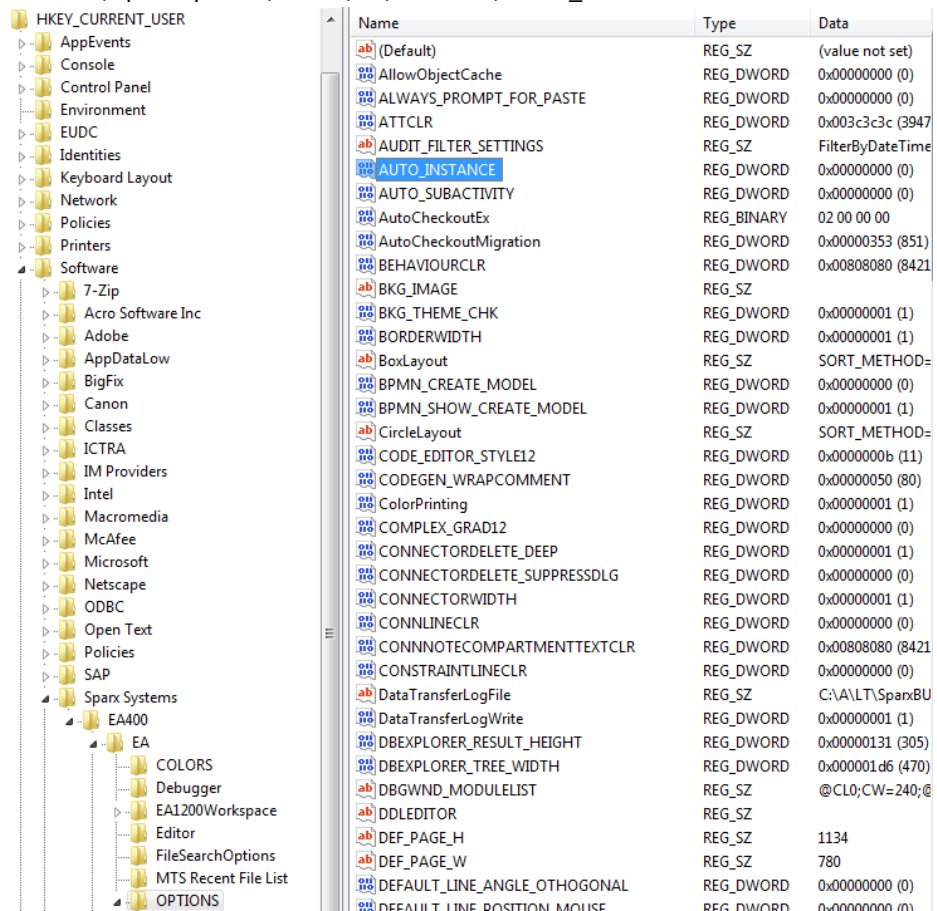 HKEY_CURRENT_USER
AppEvents
Console
Control Panel
Environment
EUDC
Identities
Keyboard Layout
Network
Policies
Printers
Software
7-Zip
Acro Software Inc
Adobe
AppDataLow
BigFix
Canon
Classes
ICTRA
IM Providers
Intel
Macromedia
McAfee
Microsoft
Netscape
ODBC
Open Text
Policies
SAP
Sparx Systems
EA400
EA
COLORS
Debugger
EA1200Workspace
Editor
FileSearchOptions
MTS Recent File List
OPTIONS
Name Type Data
(Default) REG_SZ (value not set)
AllowObjectCache REG_DWORD 0x00000000 (0)
ALWAYS_PROMPT_FOR_PASTE REG_DWORD 0x00000000 (0)
ATTCLR REG_DWORD 0x003c3c3c (3947
AUDIT_FILTER_SETTINGS REG_SZ FilterByDateTime
AUTO_INSTANCE REG_DWORD 0x00000000 (0)
AUTO_SUBACTIVITY REG_DWORD 0x00000000 (0)
AutoCheckoutEx REG_BINARY 02 00 00 00
AutoCheckoutMigration REG_DWORD 0x00000353 (851)
BEHAVIOURCLR REG_DWORD 0x00808080 (8421
BKG_IMAGE REG_SZ
BKG_THEME_CHK REG_DWORD 0x00000001 (1)
BORDERWIDTH REG_DWORD 0x00000001 (1)
BoxLayout REG_SZ SORT_METHOD=
BPMN_CREATE_MODEL REG_DWORD 0x00000000 (0)
BPMN_SHOW_CREATE_MODEL REG_DWORD 0x00000001 (1)
CircleLayout REG_SZ SORT_METHOD=
CODE_EDITOR_STYLE12 REG_DWORD 0x0000000b (11)
CODEGEN_WRAPCOMMENT REG_DWORD 0x00000050 (80)
ColorPrinting REG_DWORD 0x00000001 (1)
COMPLEX_GRAD12 REG_DWORD 0x00000000 (0)
CONNECTORDELETE_DEEP REG_DWORD 0x00000001 (1)
CONNECTORDELETE_SUPPRESSDLG REG_DWORD 0x00000000 (0)
CONNECTORWIDTH REG_DWORD 0x00000001 (1)
CONNLINECLR REG_DWORD 0x00000000 (0)
CONNNOTECOMPARTMENTTEXTCLR REG_DWORD 0x00808080 (8421
CONSTRAINTLINECLR REG_DWORD 0x00000000 (0)
DataTransferLogFile REG_SZ C:\A\LT\SparxBU
DataTransferLogWrite REG_DWORD 0x00000001 (1)
DBEXPLORER_RESULT_HEIGHT REG_DWORD 0x00000131 (305)
DBEXPLORER_TREE_WIDTH REG_DWORD 0x000001d6 (470)
DBGWND_MODULELIST REG_SZ @CL0;CW=240;@
DDLEDITOR REG_SZ
DEF_PAGE_H REG_SZ 1134
DEF_PAGE_W REG_SZ 780
DEFAULT_LINE_ANGLE_OTHOGONAL REG_DWORD 0x00000000 (0)
DEFAULT_LINE_POSITION_MOUSE REG_DWORD 0x00000000 (0)